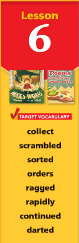 Lesson
6
TARGET VOCABULARY
collect
scrambled
sorted
orders
ragged
rapidly
continued
darted